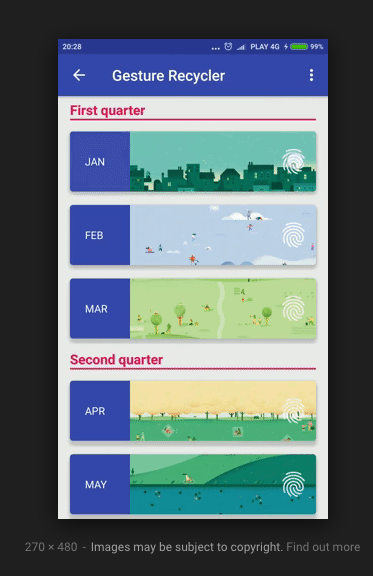 20:28 ... PLAY 4G 99%
Gesture Recycler
First quarter
JAN
FEB
MAR
Second quarter
APR
MAY
270 × 480 - Images may be subject to copyright. Find out more